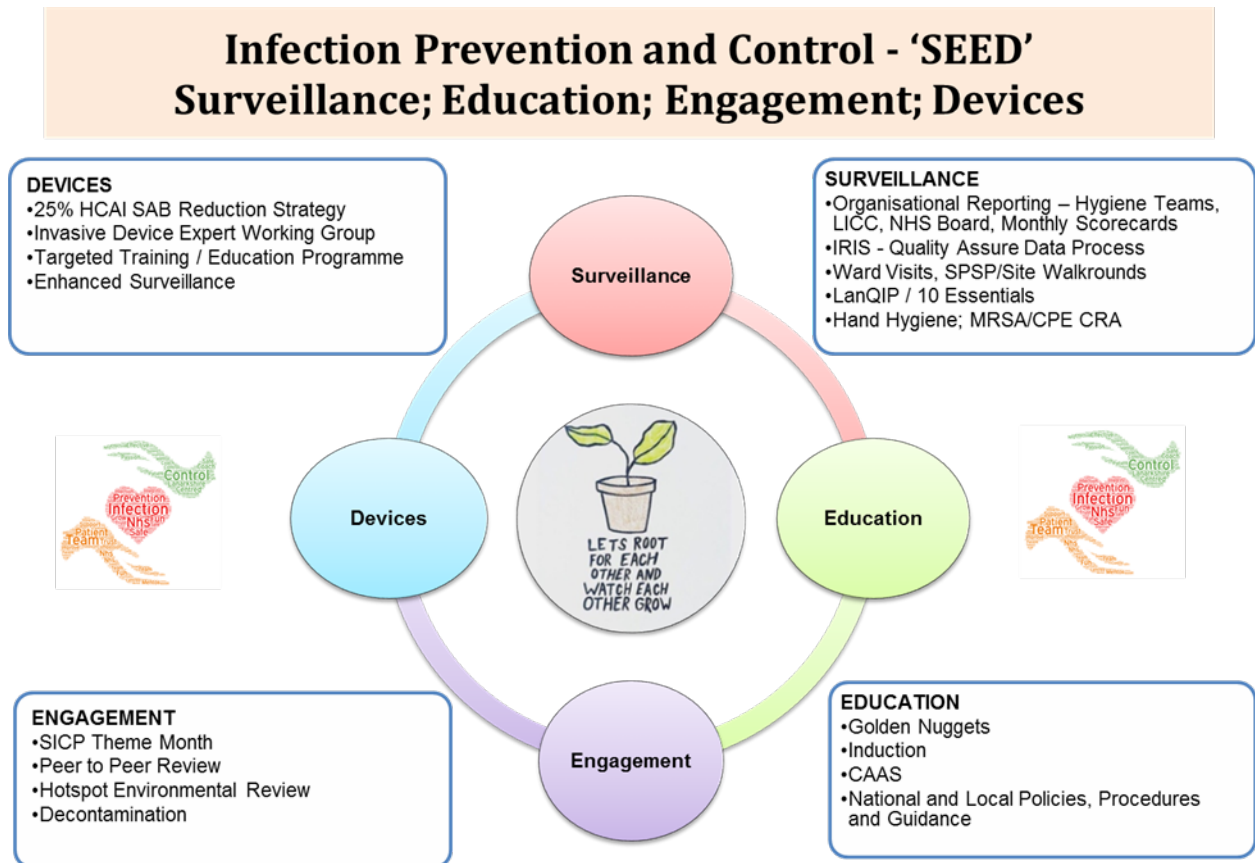 Infection Prevention and Control - ‘SEED’
Surveillance; Education; Engagement; Devices
DEVICES
•25% HCAI SAB Reduction Strategy
•Invasive Device Expert Working Group
•Targeted Training / Education Programme
•Enhanced Surveillance
SURVEILLANCE
•Organisational Reporting – Hygiene Teams,
LICC, NHS Board, Monthly Scorecards
•IRIS - Quality Assure Data Process
•Ward Visits, SPSP/Site Walkrounds
•LanQIP / 10 Essentials
•Hand Hygiene; MRSA/CPE CRA
Surveillance
Devices
LETS ROOT
FOR EACH
OTHER AND
WATCH EACH
OTHER GROW
Education
Control
Prevention
Infection
Nhs
Safe
Patient
Team
Control
Prevention
Infection
Nhs
Safe
Patient
Team
Engagement
ENGAGEMENT
•SICP Theme Month
•Peer to Peer Review
•Hotspot Environmental Review
•Decontamination
EDUCATION
•Golden Nuggets
•Induction
•CAAS
•National and Local Policies, Procedures
and Guidance